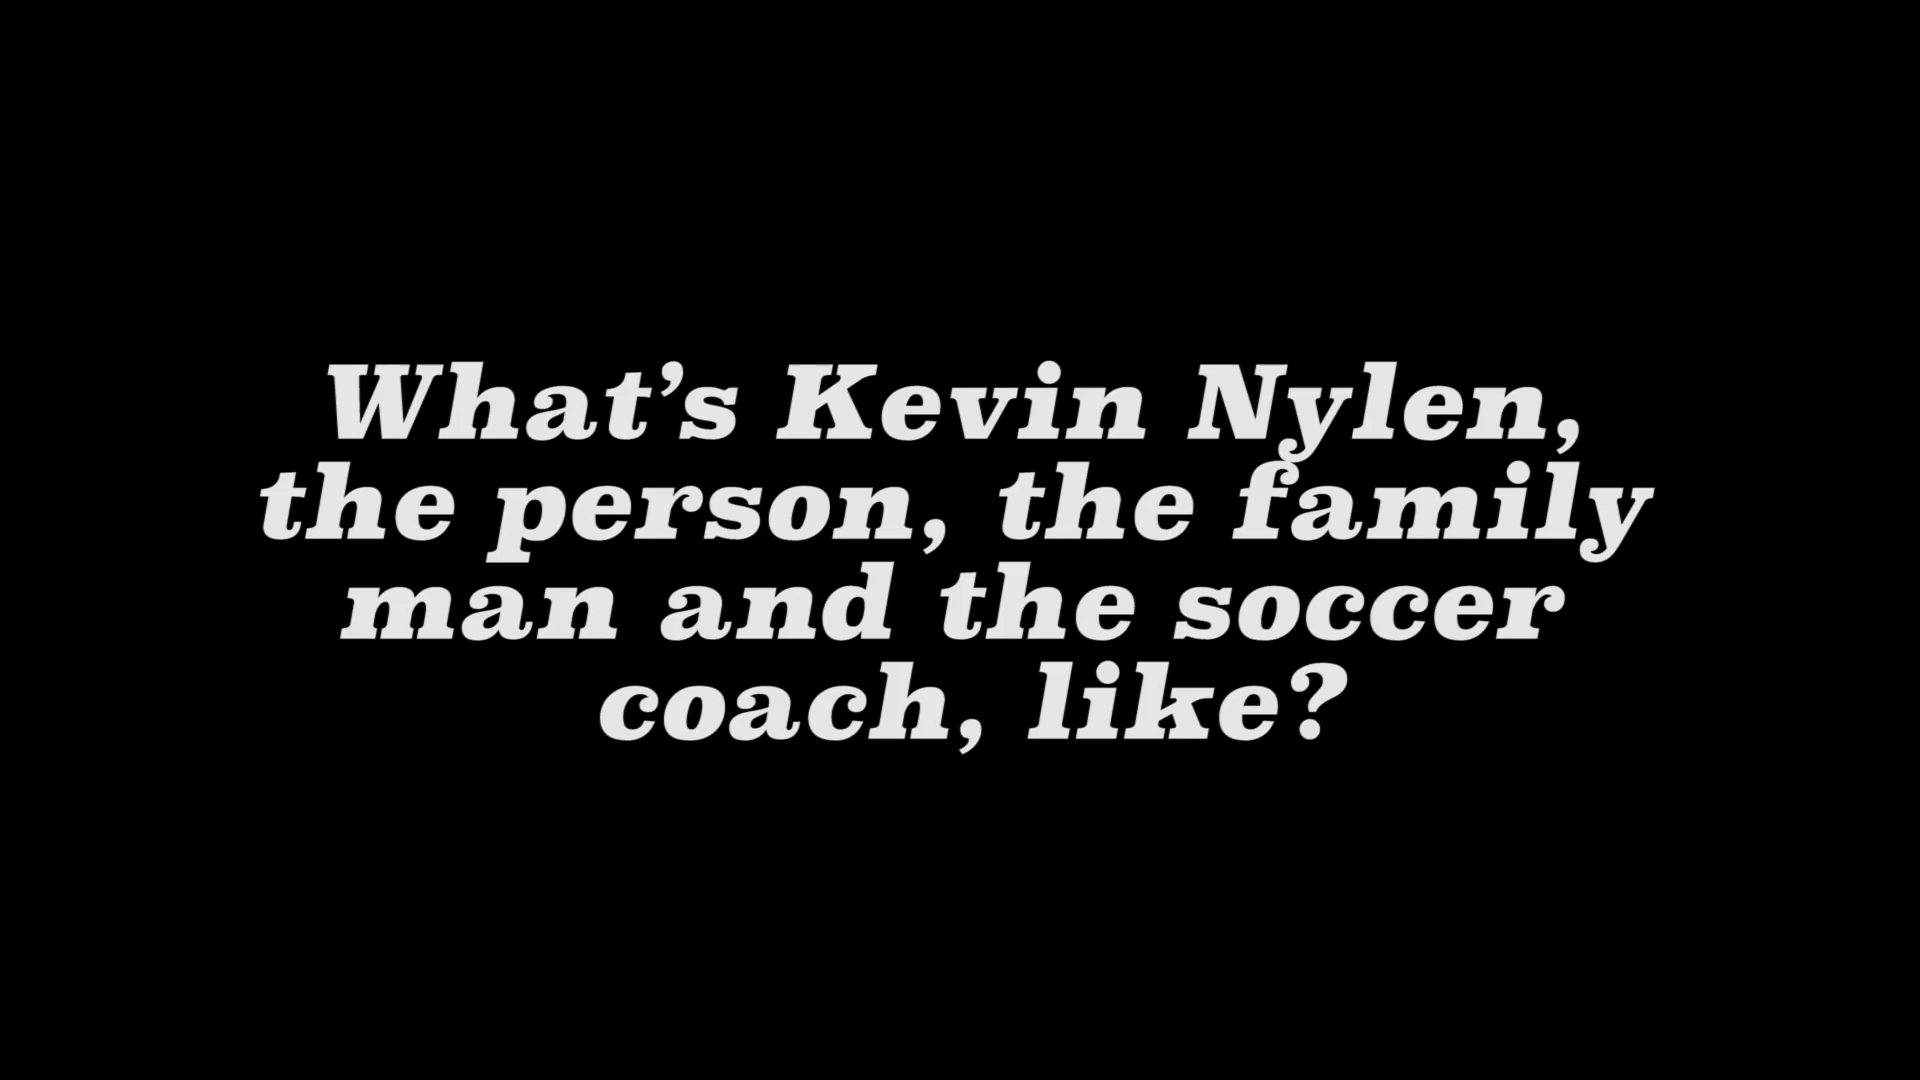 What’s Kevin Nylen,
the person, the family
man and the soccer
coach, like?